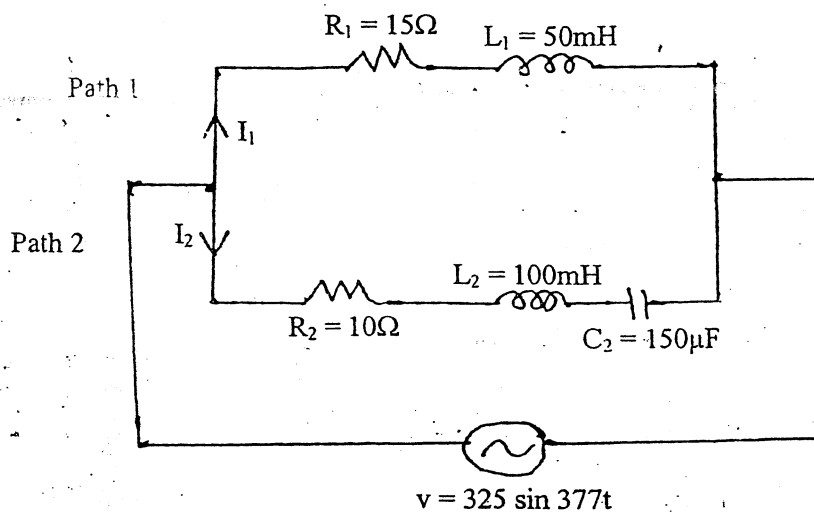 R₁ = 15Ω
L₁ = 50mH
Path 1
I₁
Path 2
I₂
L₂ = 100mH
R₂ = 10Ω
C₂ = 150μF
v = 325 sin 377t